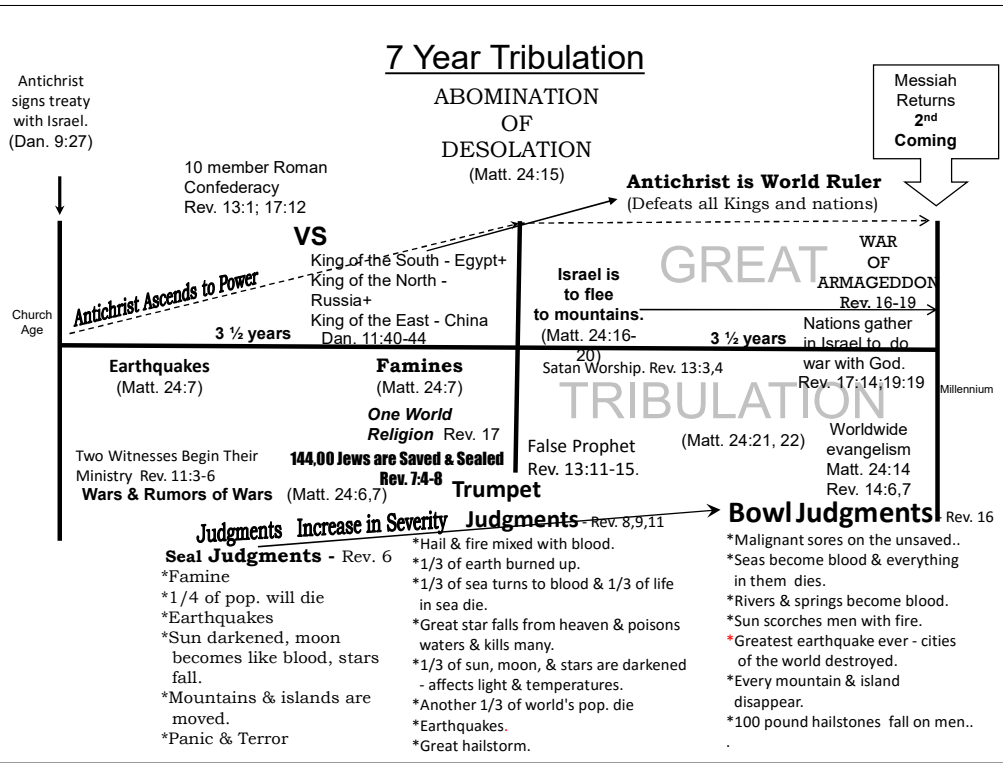 7 Year Tribulation
Antichrist
signs treaty
with Israel.
(Dan. 9:27)
ABOMINATION
OF
DESOLATION
(Matt. 24:15)
Messiah
Returns
2nd
Coming
10 member Roman
Confederacy
Rev. 13:1; 17:12
Antichrist is World Ruler
(Defeats all Kings and nations)
VS
King of the South - Egypt+
King of the North -
Russia+
King of the East - China
Dan. 11:40-44
Antichrist Ascends to Power
Church
Age
3 ½ years
Israel is
to flee
to mountains.
(Matt. 24:16-
20)
GREAT
WAR
OF
ARMAGEDDON
Rev. 16-19
3 ½ years
Nations gather
in Israel to do
war with God.
Rev. 17:14;19:19
Millennium
Earthquakes
(Matt. 24:7)
Famines
(Matt. 24:7)
Satan Worship. Rev. 13:3,4
TRIBULATION
One World
Religion Rev. 17
Two Witnesses Begin Their
Ministry Rev. 11:3-6
144,00 Jews are Saved & Sealed
Rev. 7:4-8
Wars & Rumors of Wars (Matt. 24:6,7)
False Prophet
Rev. 13:11-15.
(Matt. 24:21, 22)
Worldwide
evangelism
Matt. 24:14
Rev. 14:6,7
Judgments Increase in Severity
Seal Judgments - Rev. 6
*Famine
*1/4 of pop. will die
*Earthquakes
*Sun darkened, moon
becomes like blood, stars
fall.
*Mountains & islands are
moved.
*Panic & Terror
Trumpet
Judgments - Rev. 8,9,11
*Hail & fire mixed with blood.
*1/3 of earth burned up.
*1/3 of sea turns to blood & 1/3 of life
in sea die.
*Great star falls from heaven & poisons
waters & kills many.
*1/3 of sun, moon, & stars are darkened
- affects light & temperatures.
*Another 1/3 of world's pop. die
*Earthquakes.
*Great hailstorm.
Bowl Judgments - Rev. 16
*Malignant sores on the unsaved..
*Seas become blood & everything
in them dies.
*Rivers & springs become blood.
*Sun scorches men with fire.
*Greatest earthquake ever - cities
of the world destroyed.
*Every mountain & island
disappear.
*100 pound hailstones fall on men..
.